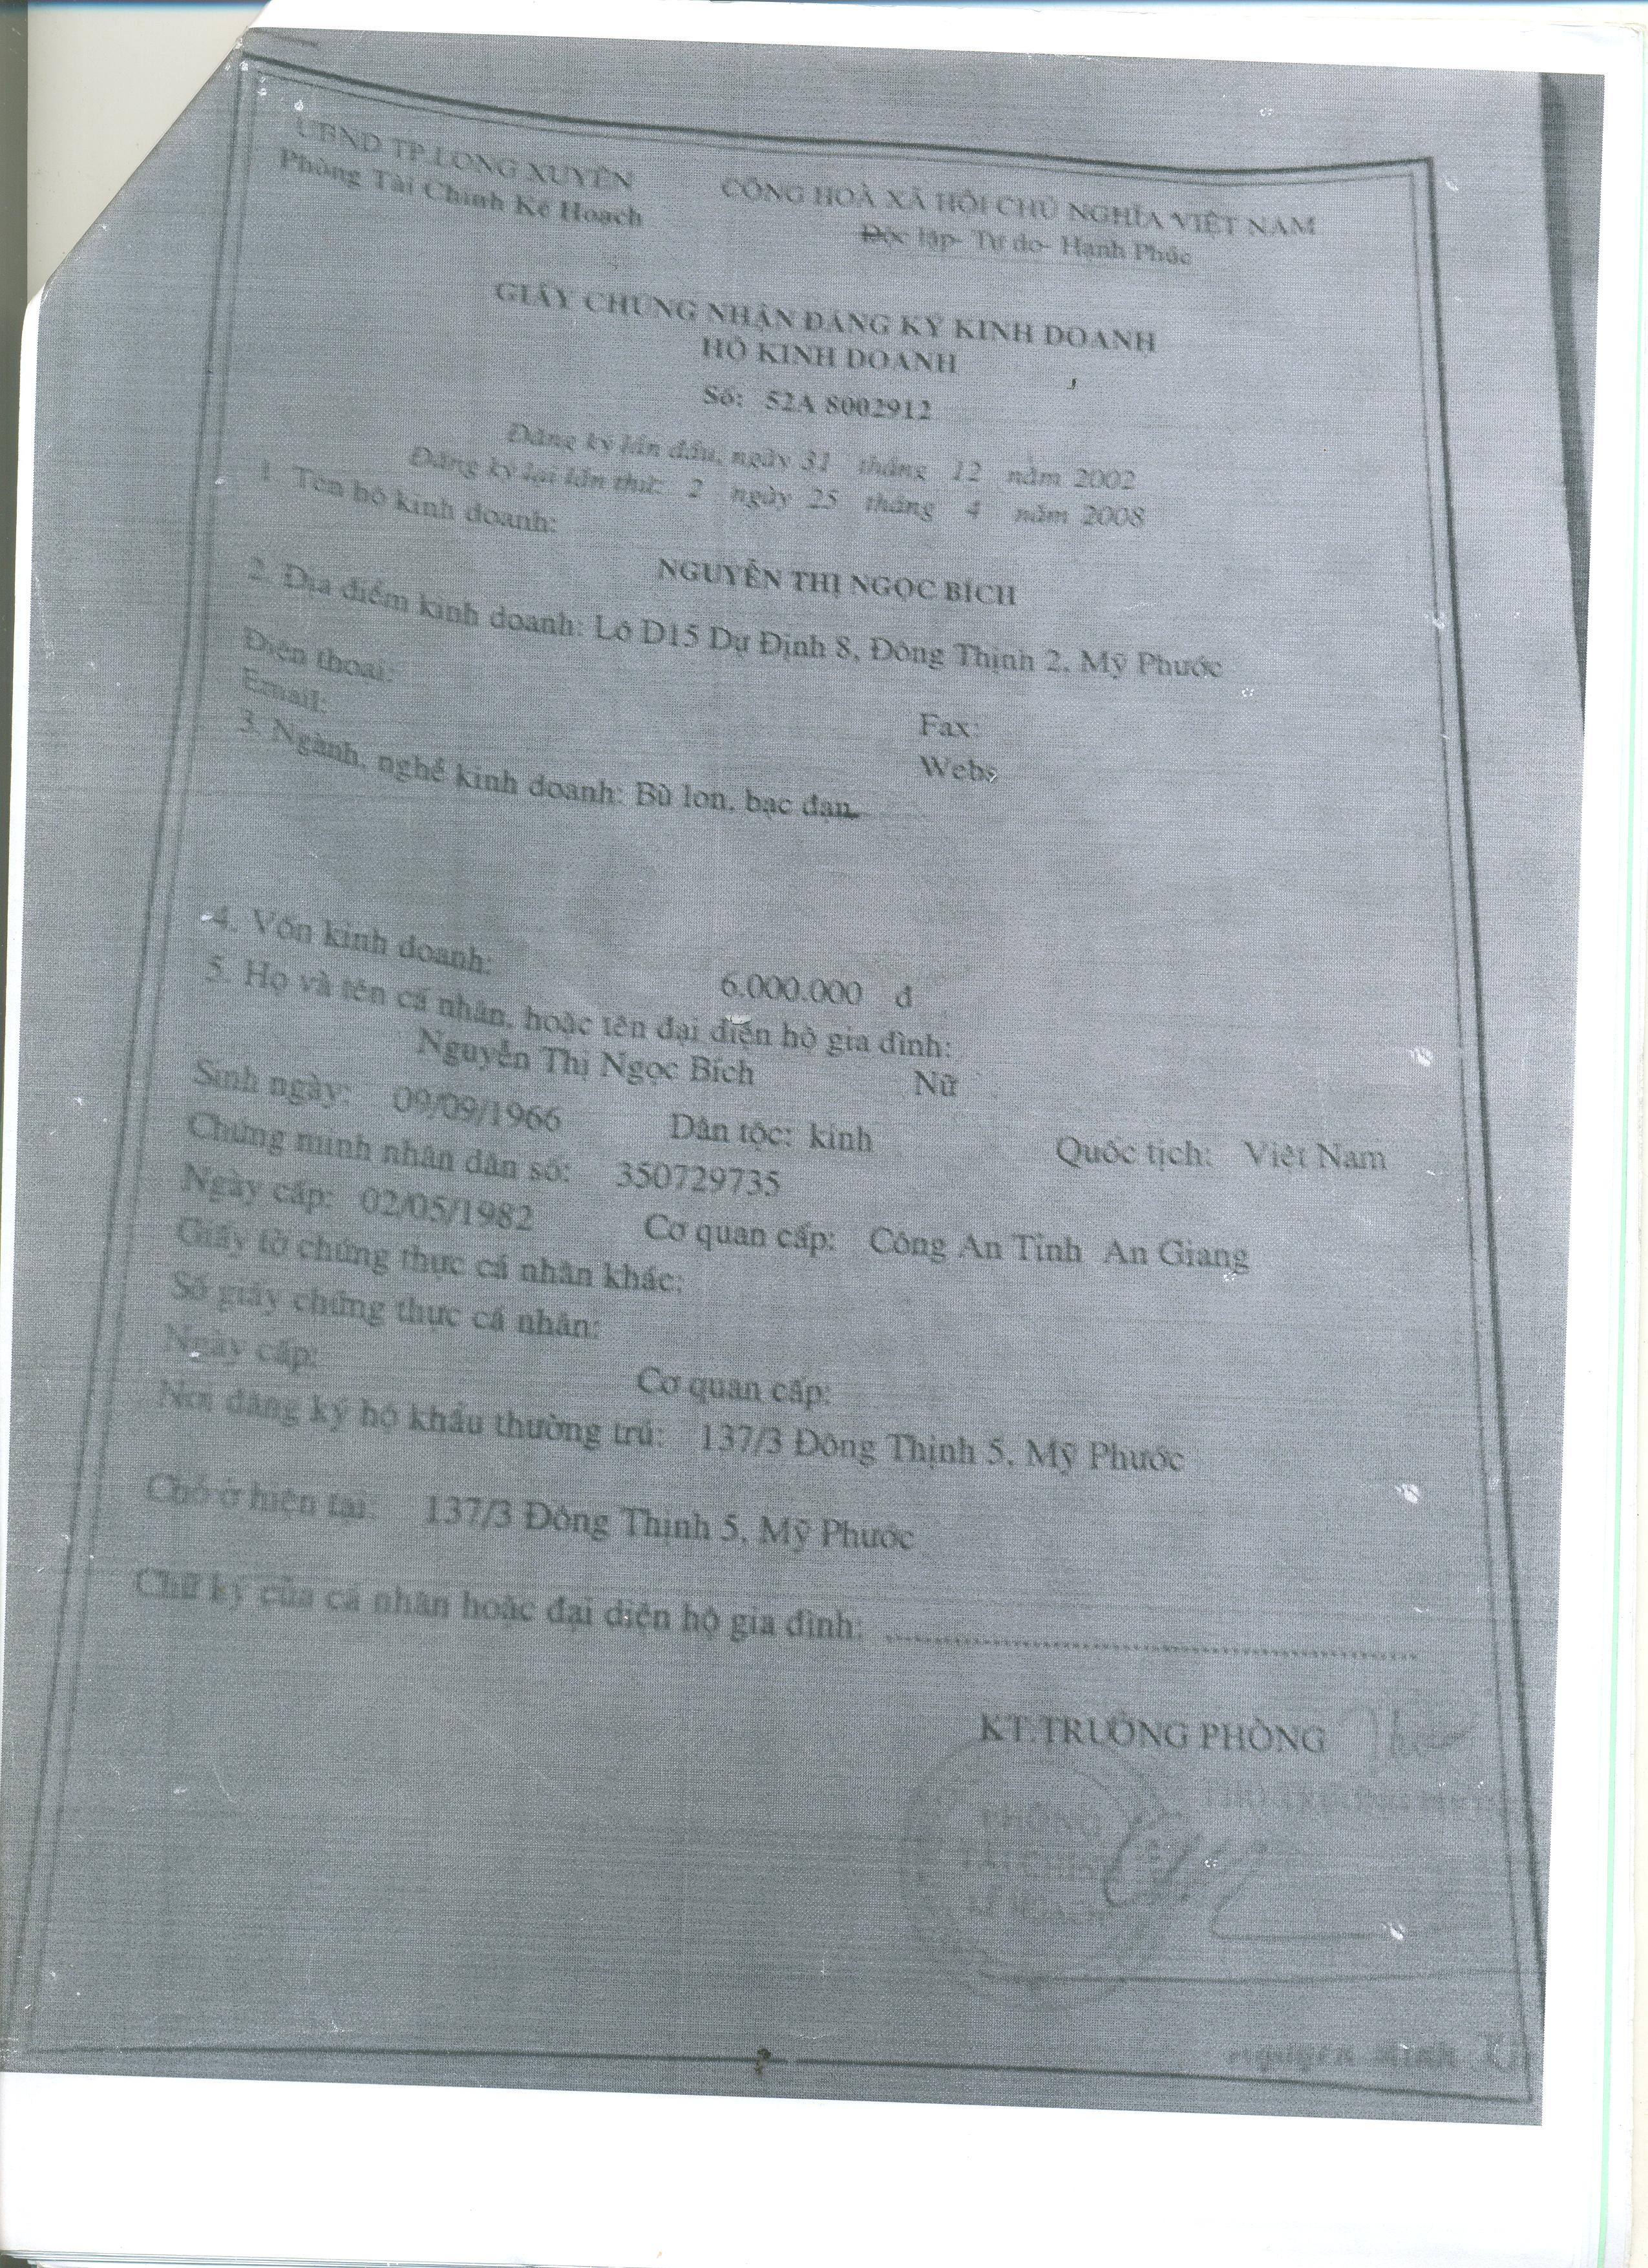 UBND TP.LONG XUYÊN
Phòng Tài Chính Kế Hoạch
CỘNG HOÀ XÃ HỘI CHỦ NGHĨA VIỆT NAM
Độc lập- Tự do- Hạnh Phúc
GIẤY CHỨNG NHẬN ĐĂNG KÝ KINH DOANH
HỘ KINH DOANH
Số: 52A 8002912
Đăng ký lần đầu, ngày 31 tháng 12 năm 2002
Đăng ký lại lần thứ: 2 ngày 25 tháng 4 năm 2008
1. Tên hộ kinh doanh:
NGUYỄN THỊ NGỌC BÍCH
2. Địa điểm kinh doanh: Lô D15 Dự Định 8, Đông Thịnh 2, Mỹ Phước
Điện thoại:
Fax:
Email:
Webs
3. Ngành, nghề kinh doanh: Bù lon, bạc đạn.
4. Vốn kinh doanh: 6.000.000 đ
5. Họ và tên cá nhân, hoặc tên đại diện hộ gia đình:
Nguyễn Thị Ngọc Bích Nữ
Sinh ngày: 09/09/1966 Dân tộc: kinh Quốc tịch: Việt Nam
Chứng minh nhân dân số: 350729735
Ngày cấp: 02/05/1982 Cơ quan cấp: Công An Tỉnh An Giang
Giấy tờ chứng thực cá nhân khác:
Số giấy chứng thực cá nhân:
Ngày cấp: Cơ quan cấp:
Nơi đăng ký hộ khẩu thường trú: 137/3 Đông Thịnh 5, Mỹ Phước
Chỗ ở hiện tại: 137/3 Đông Thịnh 5, Mỹ Phước
Chữ ký của cá nhân hoặc đại diện hộ gia đình:
KT.TRƯỞNG PHÒNG
PHÒNG
TÀI CHÍNH
KẾ HOẠCH